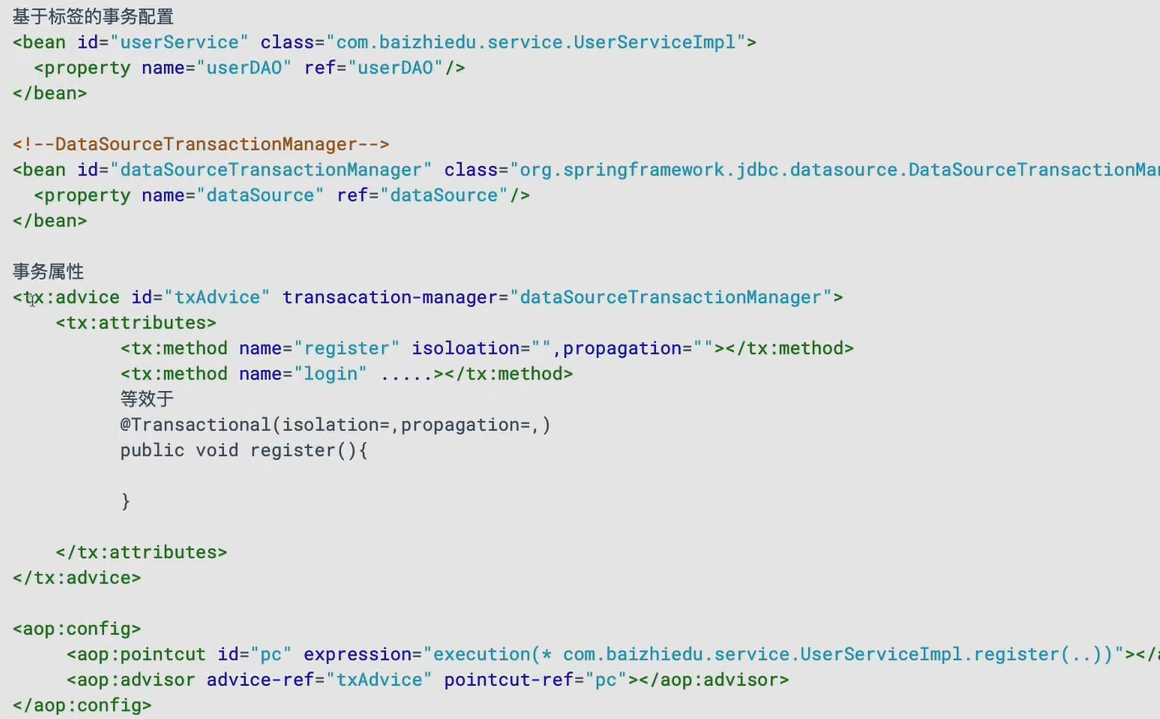 基于标签的事务配置
<bean id="userService" class="com.baizhiedu.service.UserServiceImpl">
  <property name="userDAO" ref="userDAO"/>
</bean>

<!--DataSourceTransactionManager-->
<bean id="dataSourceTransactionManager" class="org.springframework.jdbc.datasource.DataSourceTransactionMa
  <property name="dataSource" ref="dataSource"/>
</bean>

事务属性
<tx:advice id="txAdvice" transacation-manager="dataSourceTransactionManager">
    <tx:attributes>
          <tx:method name="register" isoloation="",propagation=""></tx:method>
          <tx:method name="login" .....></tx:method>
          等效于
          @Transactional(isolation=,propagation=,)
          public void register(){

          }

    </tx:attributes>
</tx:advice>

<aop:config>
     <aop:pointcut id="pc" expression="execution(* com.baizhiedu.service.UserServiceImpl.register(..))"></
     <aop:advisor advice-ref="txAdvice" pointcut-ref="pc"></aop:advisor>
</aop:config>